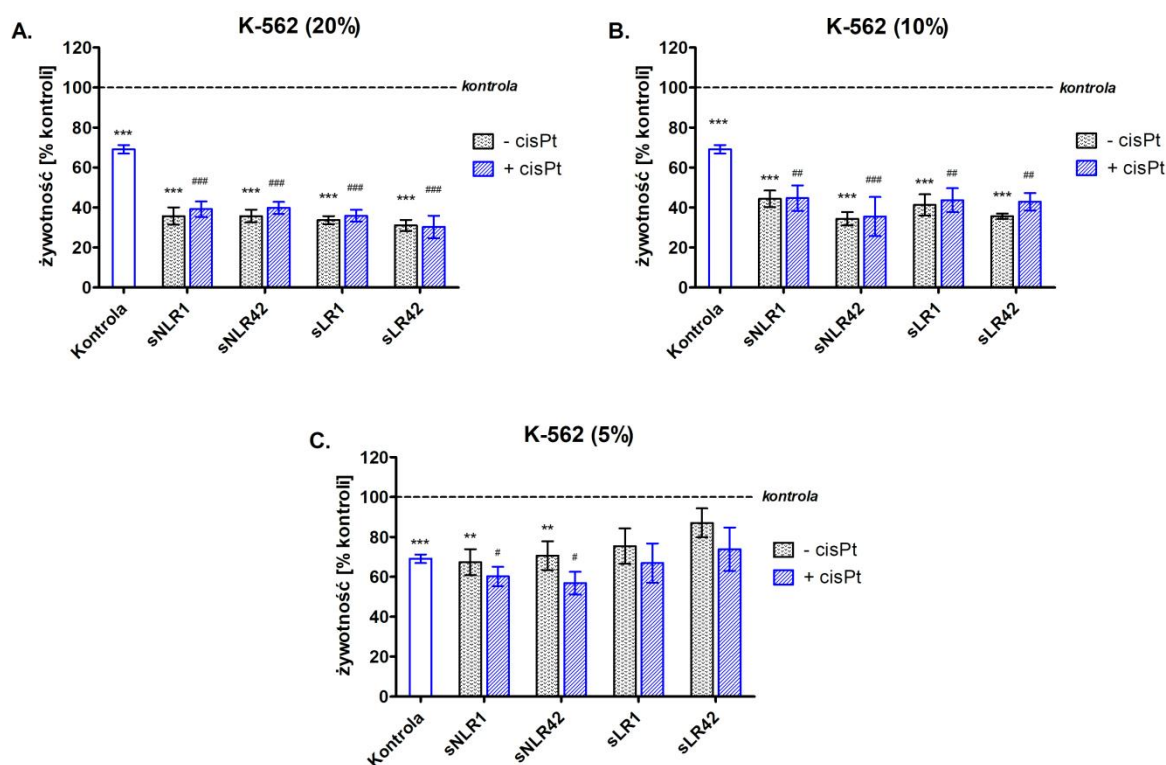 A.
K-562 (20%)
żywotność [% kontroli]
120
100
80
60
40
20
0
kontrola
***
***
###
***
###
***
###
***
###
- cisPt
+ cisPt
Kontrola
sNLR1
sNLR42
sLR1
sLR42
B.
K-562 (10%)
żywotność [% kontroli]
120
100
80
60
40
20
0
kontrola
***
***
##
***
###
***
##
***
##
- cisPt
+ cisPt
Kontrola
sNLR1
sNLR42
sLR1
sLR42
C.
K-562 (5%)
żywotność [% kontroli]
120
100
80
60
40
20
0
kontrola
***
**
#
**
#
- cisPt
+ cisPt
Kontrola
sNLR1
sNLR42
sLR1
sLR42